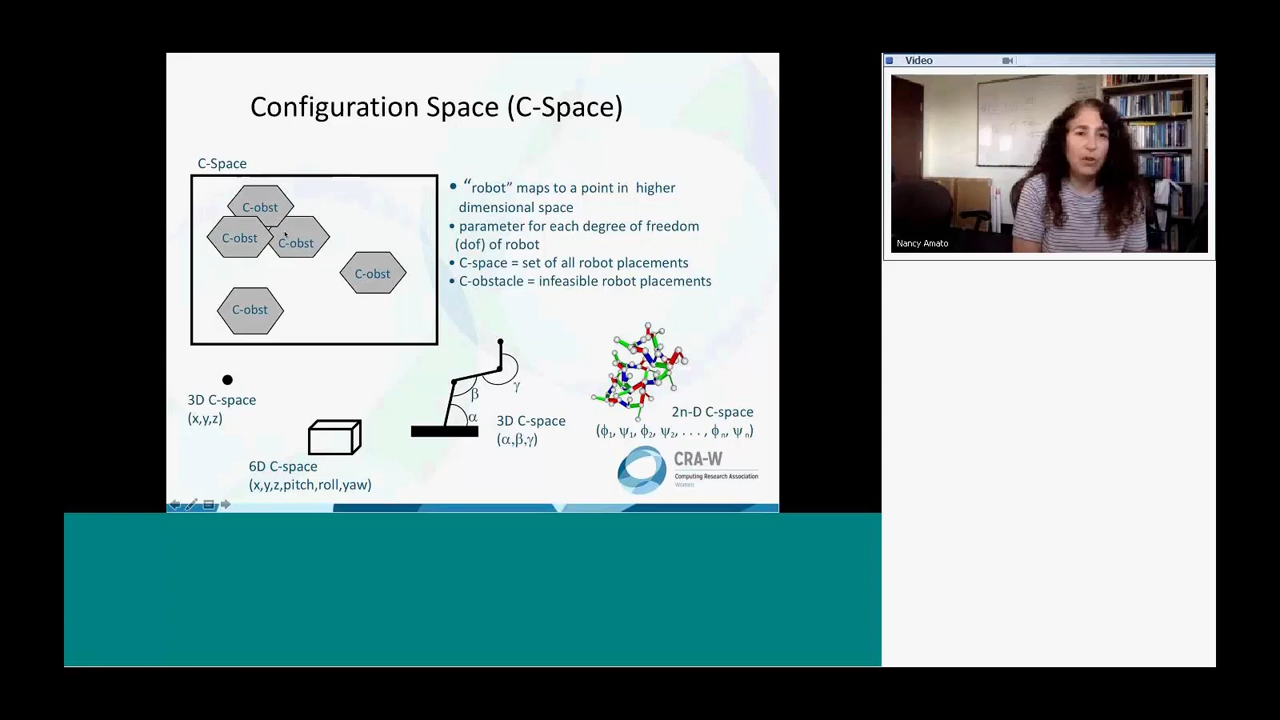 Configuration Space (C-Space)
C-Space
C-obst
C-obst
C-obst
C-obst
C-obst
• “robot” maps to a point in higher
dimensional space
• parameter for each degree of freedom
(dof) of robot
• C-space = set of all robot placements
• C-obstacle = infeasible robot placements
3D C-space
(x,y,z)
6D C-space
(x,y,z,pitch,roll,yaw)
α
β
γ
3D C-space
(α,β,γ)
2n-D C-space
(ϕ₁, ψ₁, ϕ₂, ψ₂, . . . , ϕₙ, ψₙ)
CRA-W
Computing Research Association
Women
Video
Nancy Amato